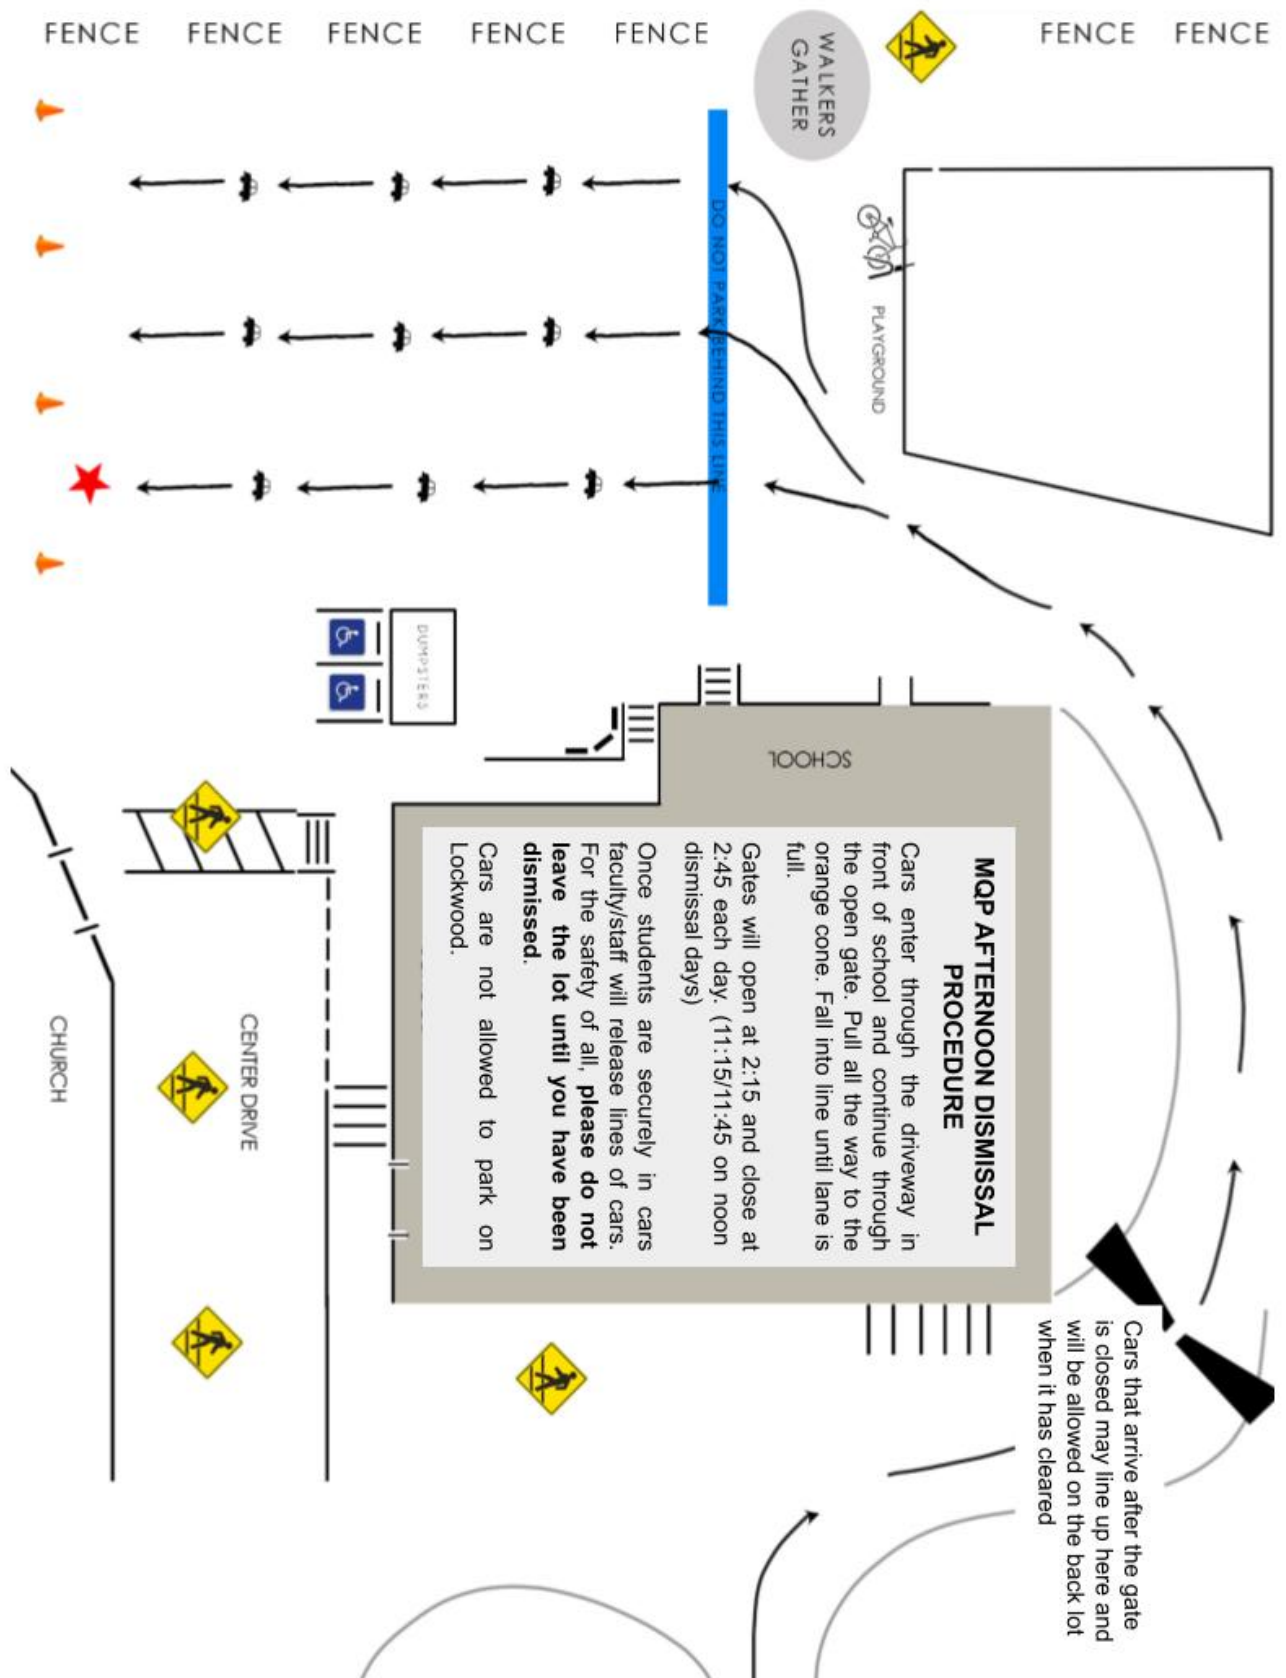 FENCE FENCE FENCE FENCE FENCE FENCE FENCE
WALKERS
GATHER
DO NOT PARK BEHIND THIS LINE
PLAYGROUND
DUMPSTERS
SCHOOL
MQP AFTERNOON DISMISSAL
PROCEDURE
Cars enter through the driveway in
front of school and continue through
the open gate. Pull all the way to the
orange cone. Fall into line until lane is
full.
Gates will open at 2:15 and close at
2:45 each day. (11:15/11:45 on noon
dismissal days)
Once students are securely in cars
faculty/staff will release lines of cars.
For the safety of all, please do not
leave the lot until you have been
dismissed.
Cars are not allowed to park on
Lockwood.
CENTER DRIVE
CHURCH
Cars that arrive after the gate
is closed may line up here and
will be allowed on the back lot
when it has cleared